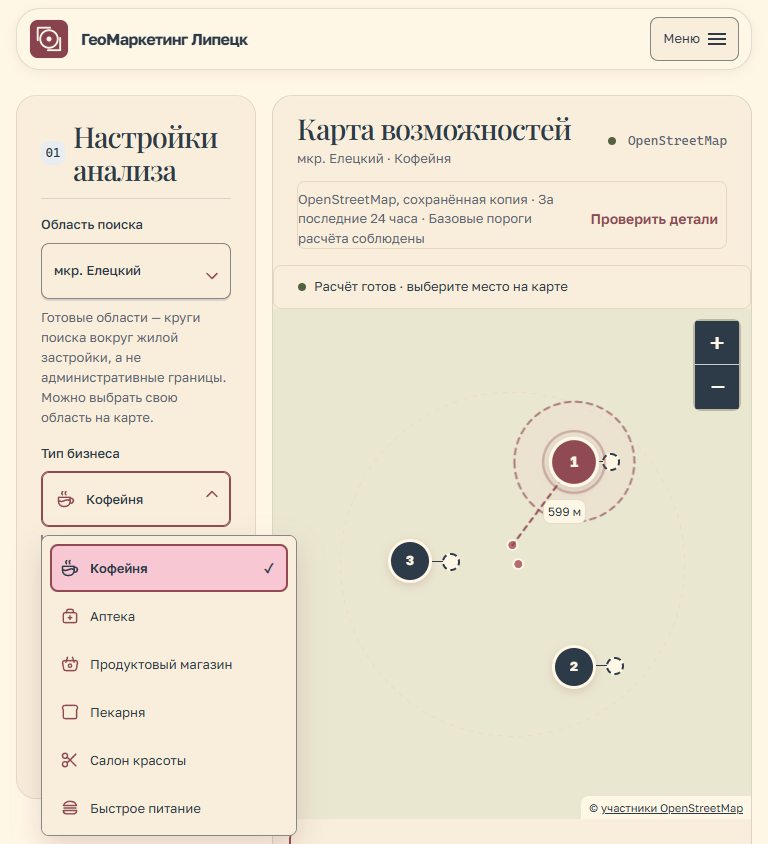 ГеоМаркетинг Липецк
Меню
01
Настройки
анализа
Область поиска
мкр. Елецкий
Готовые области — круги
поиска вокруг жилой
застройки, а не
административные границы.
Можно выбрать свою
область на карте.
Тип бизнеса
Кофейня
Кофейня
Аптека
Продуктовый магазин
Пекарня
Салон красоты
Быстрое питание
Карта возможностей
мкр. Елецкий · Кофейня
OpenStreetMap
OpenStreetMap, сохранённая копия · За
последние 24 часа · Базовые пороги
расчёта соблюдены
Проверить детали
Расчёт готов · выберите место на карте
+
−
1
599 м
3
2
© участники OpenStreetMap